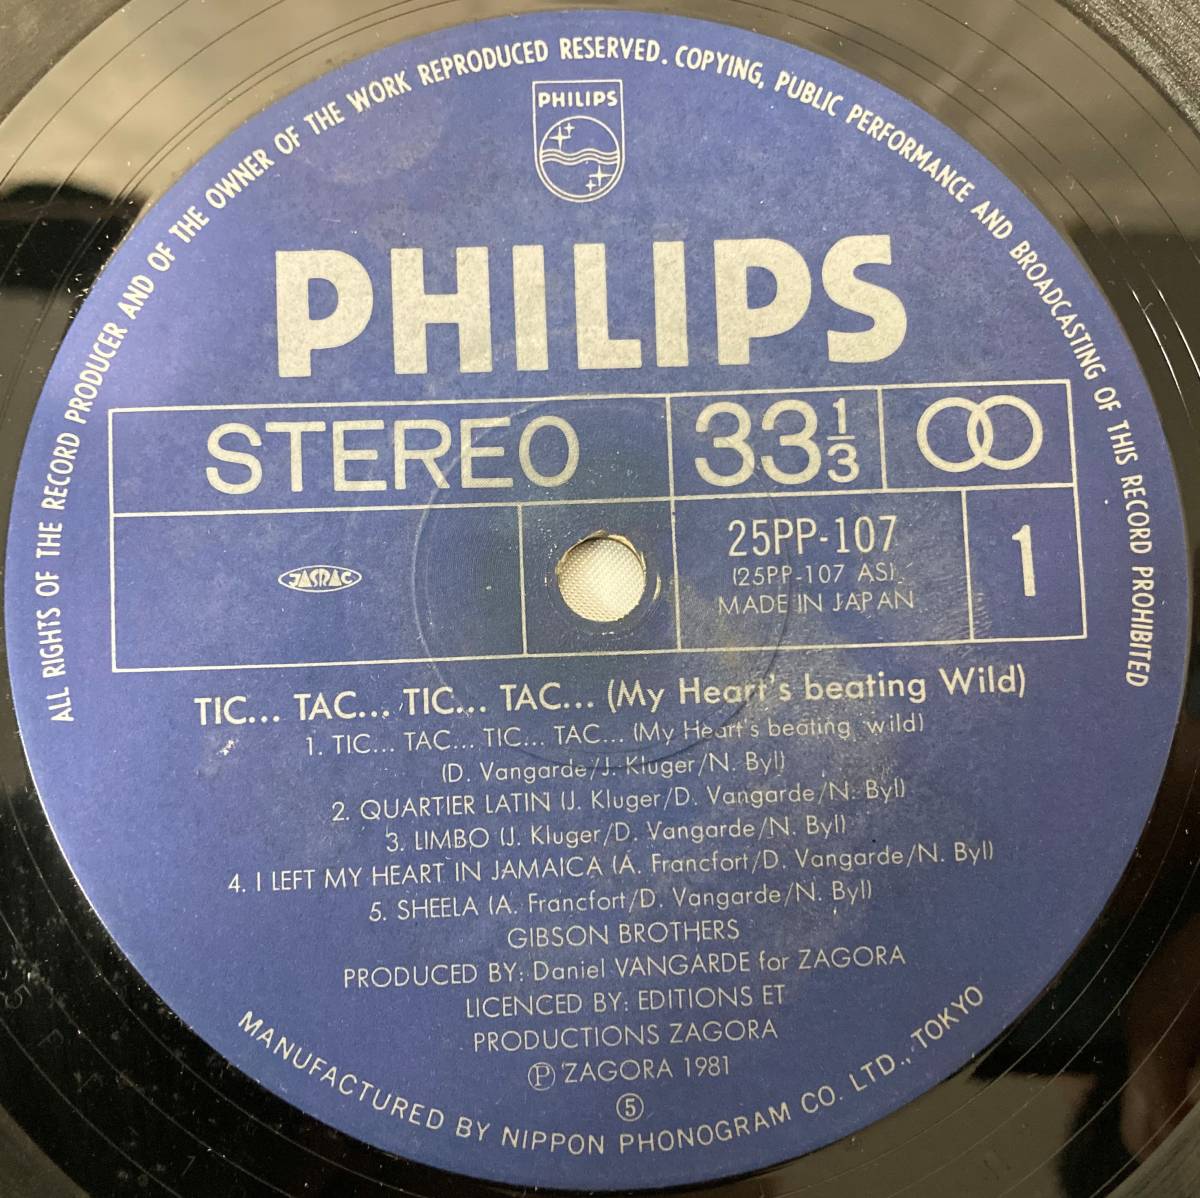 ALL RIGHTS OF THE RECORD PRODUCER AND OF THE OWNER OF THE WORK REPRODUCED RESERVED. COPYING, PUBLIC PERFORMANCE AND BROADCASTING OF THIS RECORD PROHIBITED
PHILIPS
PHILIPS
STEREO
33 1/3
JASRAC
25PP-107
(25PP-107 AS)
MADE IN JAPAN
1
TIC... TAC... TIC... TAC... (My Heart's beating Wild)
1. TIC... TAC... TIC... TAC... (My Heart's beating wild)
(D. Vangarde/J. Kluger/N. Byl)
2. QUARTIER LATIN (J. Kluger/D. Vangarde/N. Byl)
3. LIMBO (J. Kluger/D. Vangarde/N. Byl)
4. I LEFT MY HEART IN JAMAICA (A. Francfort/D. Vangarde/N. Byl)
5. SHEELA (A. Francfort/D. Vangarde/N. Byl)
GIBSON BROTHERS
PRODUCED BY: Daniel VANGARDE for ZAGORA
LICENCED BY: EDITIONS ET
PRODUCTIONS ZAGORA
Ⓟ ZAGORA 1981
⑤
MANUFACTURED BY NIPPON PHONOGRAM CO. LTD., TOKYO